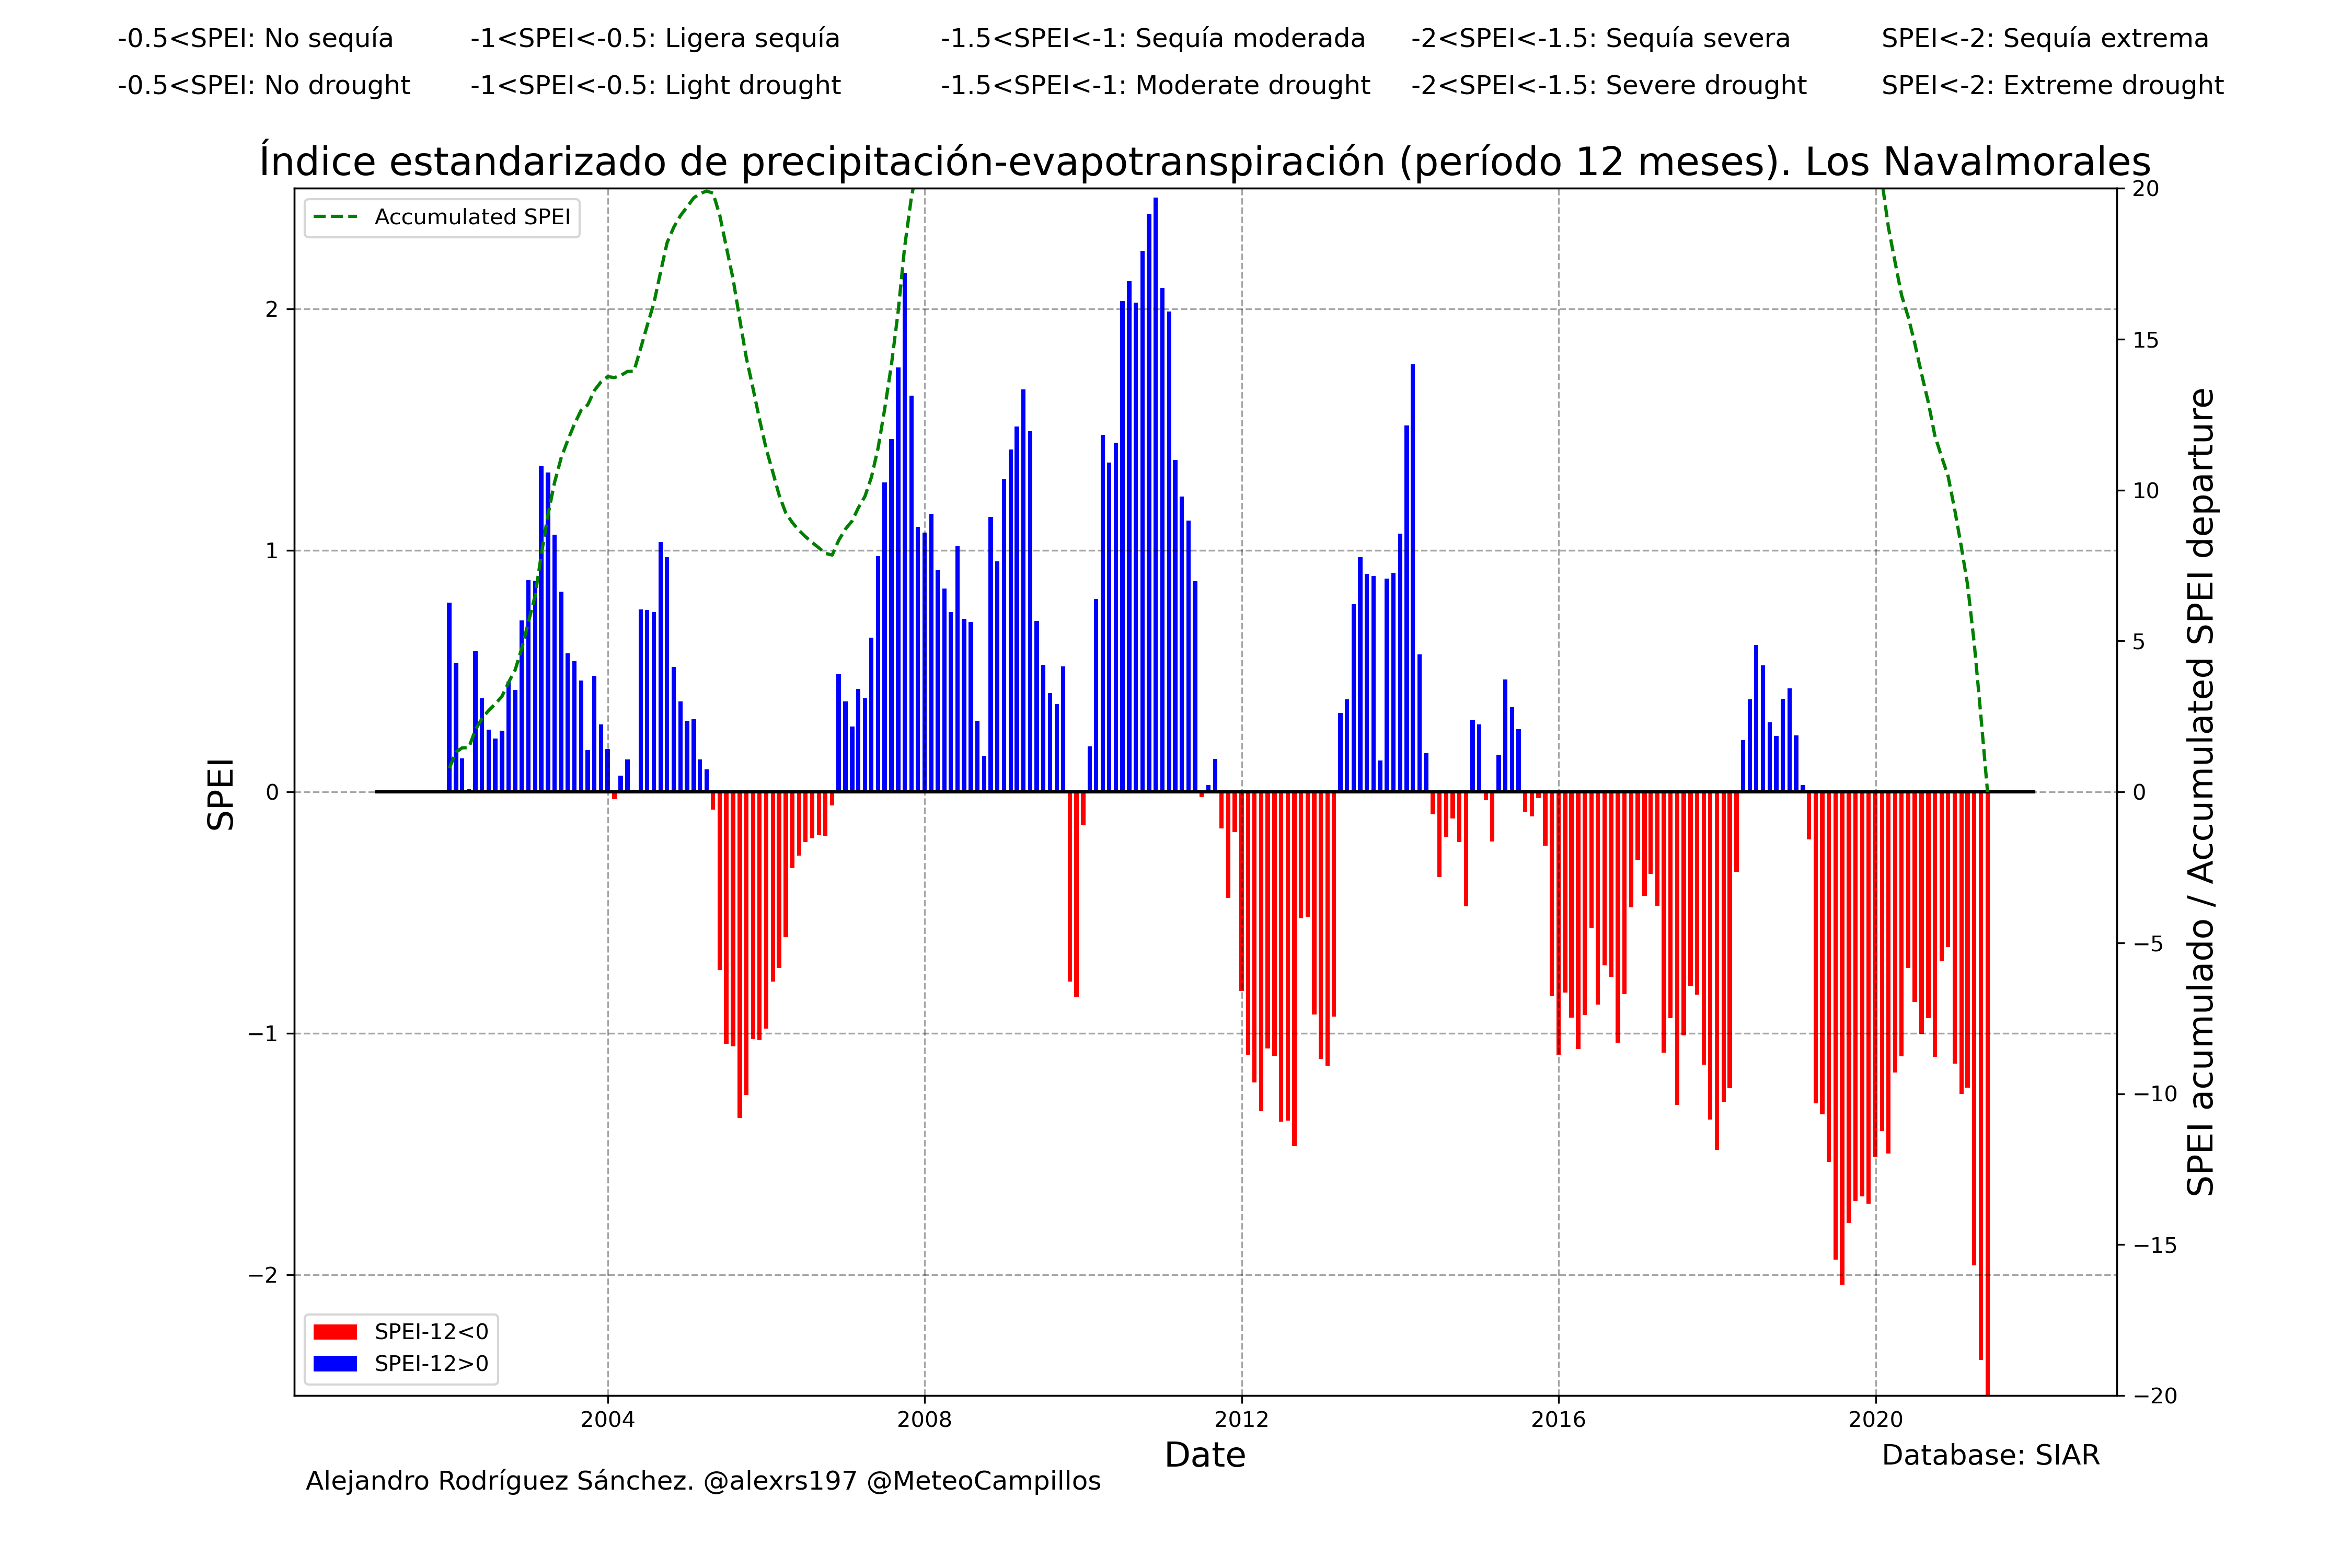 -0.5<SPEI: No sequía -1<SPEI<-0.5: Ligera sequía -1.5<SPEI<-1: Sequía moderada -2<SPEI<-1.5: Sequía severa SPEI<-2: Sequía extrema
-0.5<SPEI: No drought -1<SPEI<-0.5: Light drought -1.5<SPEI<-1: Moderate drought -2<SPEI<-1.5: Severe drought SPEI<-2: Extreme drought
Índice estandarizado de precipitación-evapotranspiración (período 12 meses). Los Navalmorales
Accumulated SPEI
SPEI
2
1
0
−1
−2
20
15
10
5
0
−5
−10
−15
−20
SPEI acumulado / Accumulated SPEI departure
SPEI-12<0
SPEI-12>0
2004 2008 2012 2016 2020
Date
Database: SIAR
Alejandro Rodríguez Sánchez. @alexrs197 @MeteoCampillos